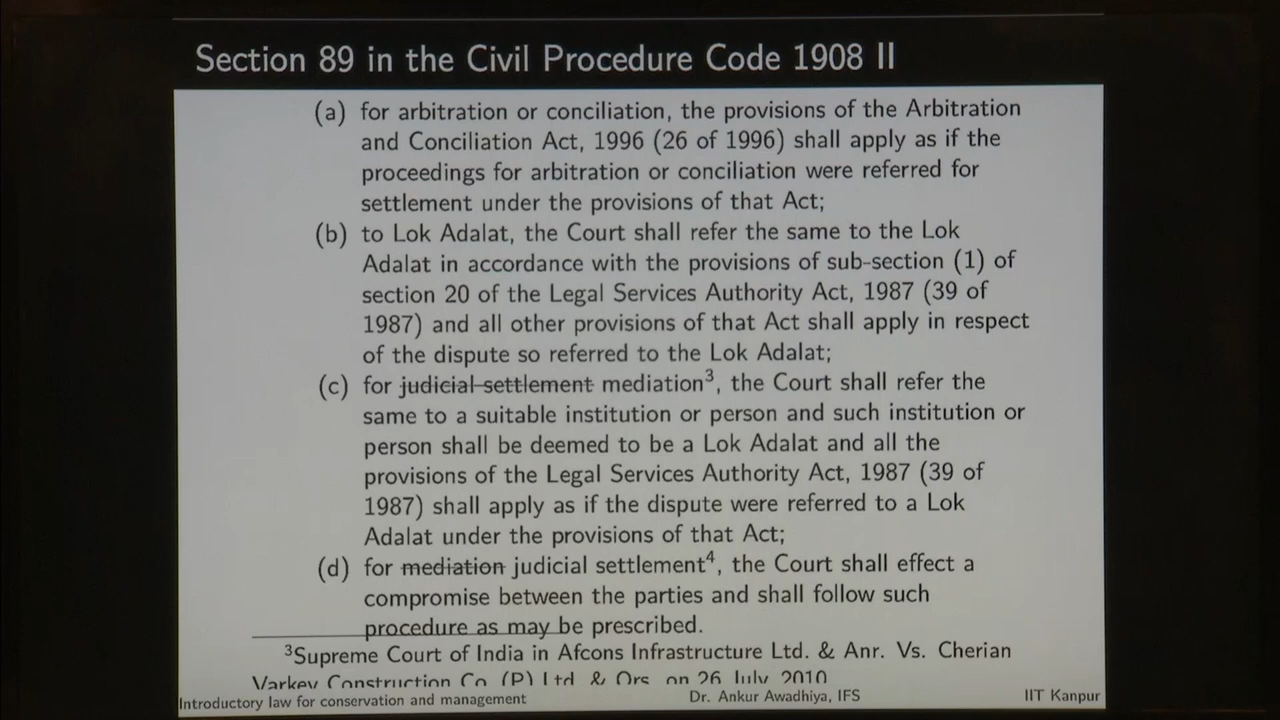 Section 89 in the Civil Procedure Code 1908 II
(a) for arbitration or conciliation, the provisions of the Arbitration
and Conciliation Act, 1996 (26 of 1996) shall apply as if the
proceedings for arbitration or conciliation were referred for
settlement under the provisions of that Act;
(b) to Lok Adalat, the Court shall refer the same to the Lok
Adalat in accordance with the provisions of sub-section (1) of
section 20 of the Legal Services Authority Act, 1987 (39 of
1987) and all other provisions of that Act shall apply in respect
of the dispute so referred to the Lok Adalat;
(c) for judicial settlement mediation³, the Court shall refer the
same to a suitable institution or person and such institution or
person shall be deemed to be a Lok Adalat and all the
provisions of the Legal Services Authority Act, 1987 (39 of
1987) shall apply as if the dispute were referred to a Lok
Adalat under the provisions of that Act;
(d) for mediation judicial settlement⁴, the Court shall effect a
compromise between the parties and shall follow such
procedure as may be prescribed.
³Supreme Court of India in Afcons Infrastructure Ltd. & Anr. Vs. Cherian
Varkey Construction Co. (P) Ltd. & Ors. on 26 July, 2010
Introductory law for conservation and management Dr. Ankur Awadhiya, IFS IIT Kanpur